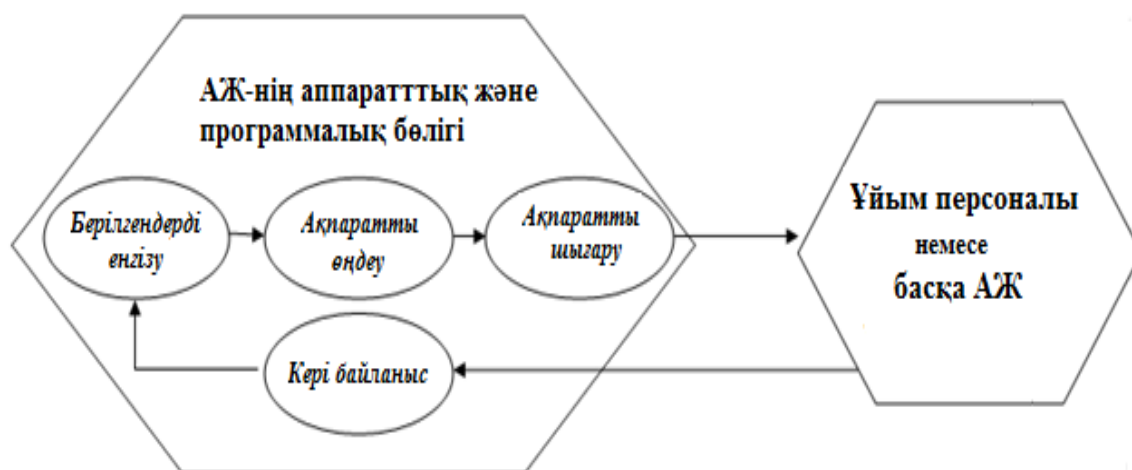 АЖ-нің аппаратттық және
программалық бөлігі
Берілгендерді
енгізу
Ақпаратты
өңдеу
Ақпаратты
шығару
Кері байланыс
Ұйым персоналы
немесе
басқа АЖ